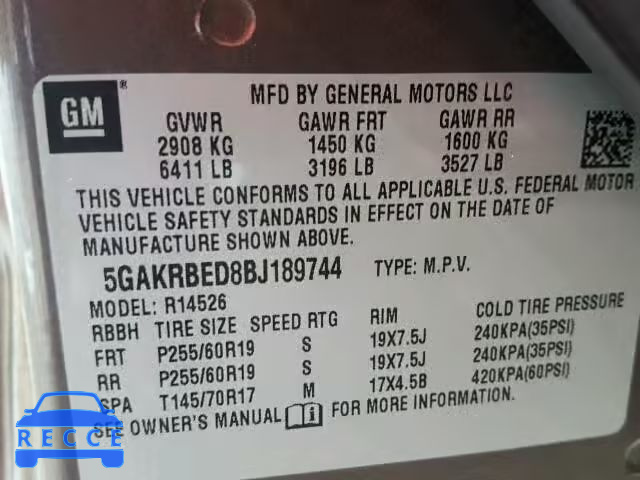 GM ®
MFD BY GENERAL MOTORS LLC
GVWR GAWR FRT GAWR RR
2908 KG 1450 KG 1600 KG
6411 LB 3196 LB 3527 LB
THIS VEHICLE CONFORMS TO ALL APPLICABLE U.S. FEDERAL MOTOR
VEHICLE SAFETY STANDARDS IN EFFECT ON THE DATE OF
MANUFACTURE SHOWN ABOVE.
5GAKRBED8BJ189744 TYPE: M.P.V.
MODEL: R14526
RBBH TIRE SIZE SPEED RTG RIM COLD TIRE PRESSURE
FRT P255/60R19 S 19X7.5J 240KPA(35PSI)
RR P255/60R19 S 19X7.5J 240KPA(35PSI)
SPA T145/70R17 M 17X4.5B 420KPA(60PSI)
SEE OWNER'S MANUAL i FOR MORE INFORMATION.
RECCE